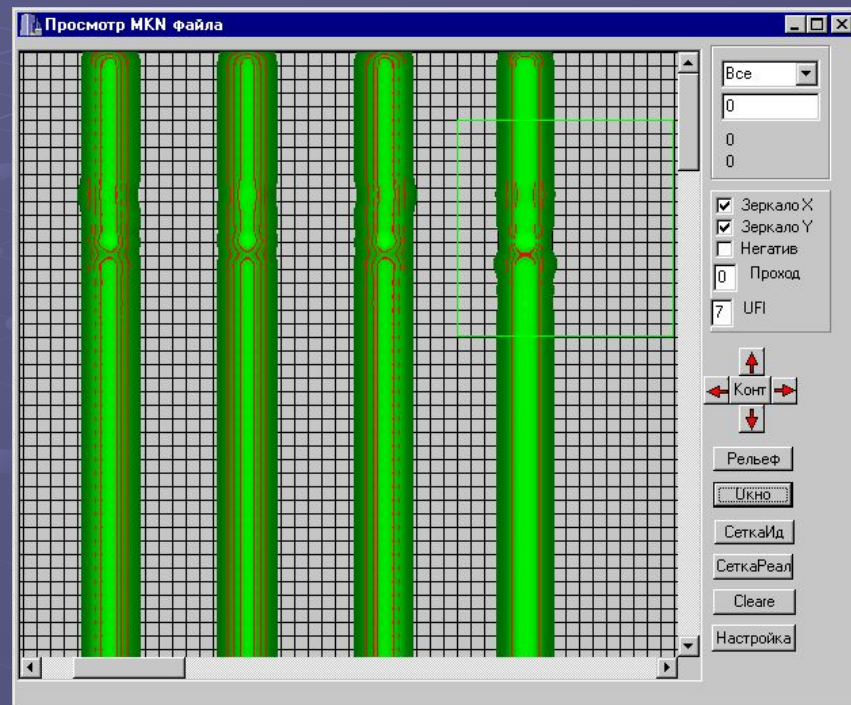 Просмотр MKN файла
Все
0
0
0
Зеркало X
Зеркало Y
Негатив
0 Проход
7 UFI
Конт
Рельеф
Окно
СеткаИд
СеткаРеал
Cleare
Настройка